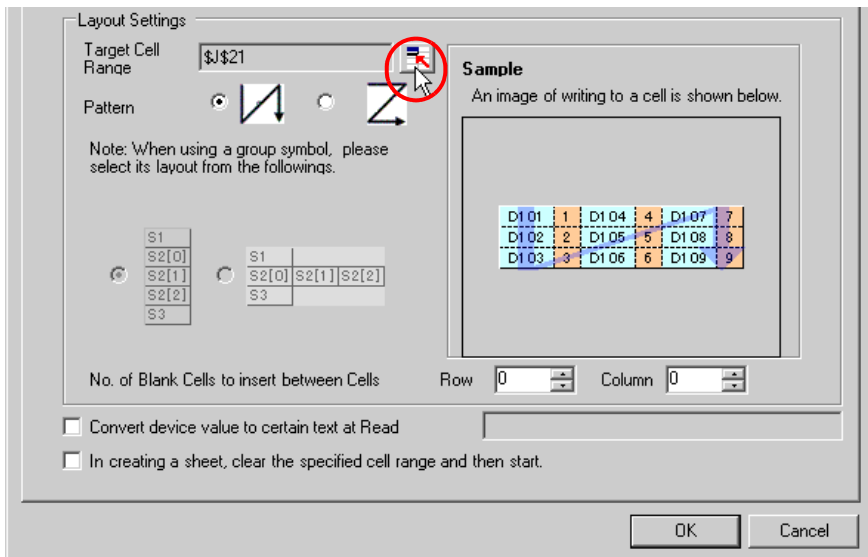 Layout Settings
Target Cell
Range
$J$21
Pattern
Note: When using a group symbol, please
select its layout from the followings.
S1
S2[0]
S2[1]
S2[2]
S3
S1
S2[0] S2[1] S2[2]
S3
Sample
An image of writing to a cell is shown below.
D101 1 D104 4 D107 7
D102 2 D105 5 D108 8
D103 3 D106 6 D109 9
No. of Blank Cells to insert between Cells Row 0 Column 0
Convert device value to certain text at Read
In creating a sheet, clear the specified cell range and then start.
OK Cancel